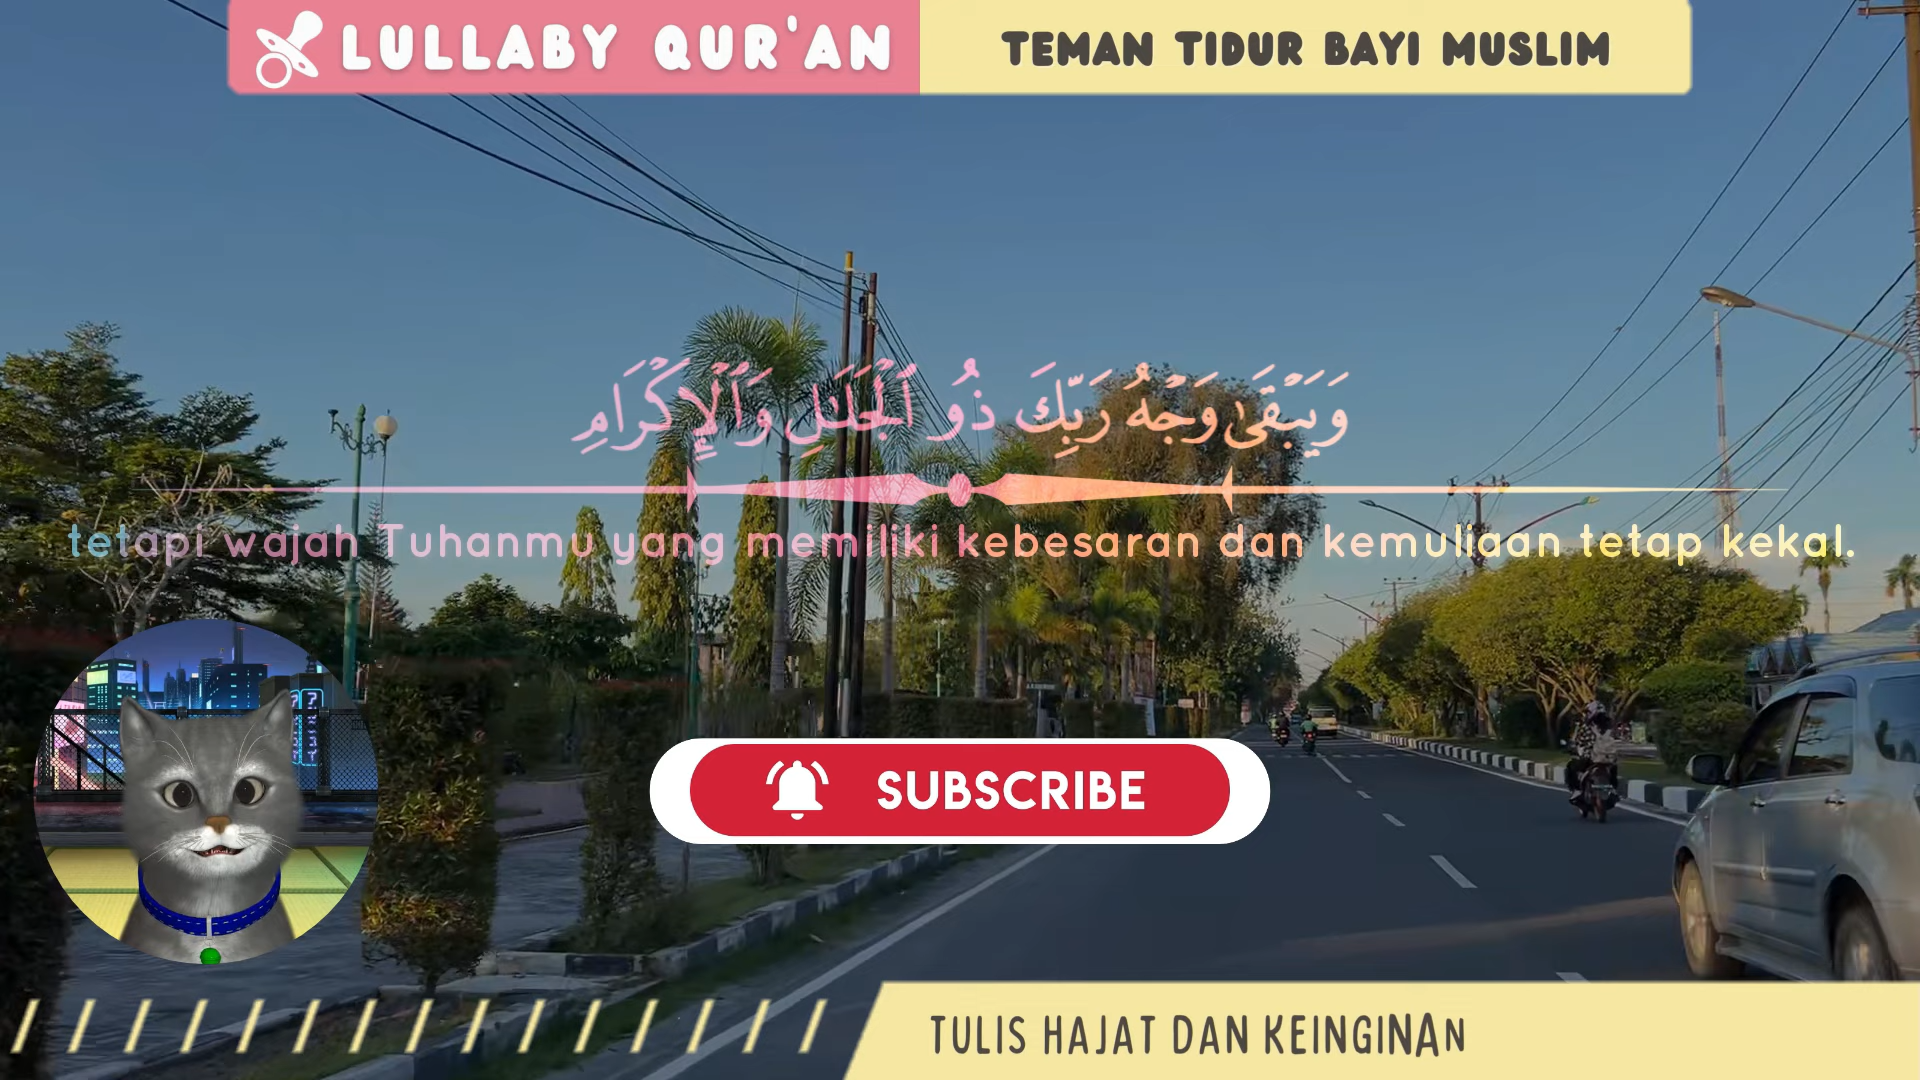 LULLABY QUR'AN
TEMAN TIDUR BAYI MUSLIM
وَيَبْقَىٰ وَجْهُ رَبِّكَ ذُو ٱلْجَلَٰلِ وَٱلْإِكْرَامِ
tetapi wajah Tuhanmu yang memiliki kebesaran dan kemuliaan tetap kekal.
SUBSCRIBE
TULIS HAJAT DAN KEINGINAn